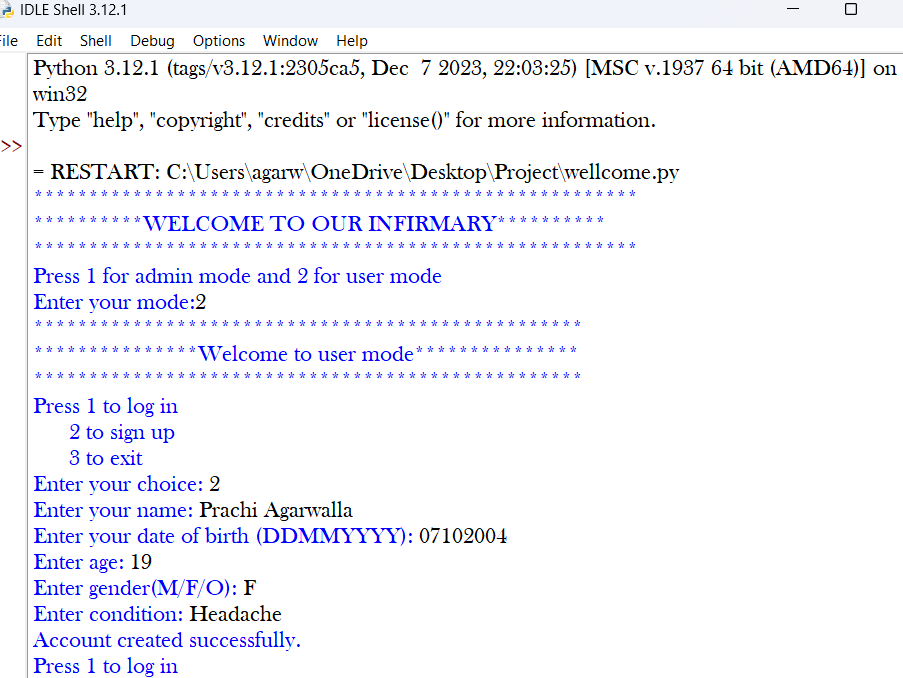 IDLE Shell 3.12.1
File Edit Shell Debug Options Window Help
Python 3.12.1 (tags/v3.12.1:2305ca5, Dec  7 2023, 22:03:25) [MSC v.1937 64 bit (AMD64)] on
win32
Type "help", "copyright", "credits" or "license()" for more information.
>>
= RESTART: C:\Users\agarw\OneDrive\Desktop\Project\wellcome.py
*******************************************************
**********WELCOME TO OUR INFIRMARY**********
*******************************************************
Press 1 for admin mode and 2 for user mode
Enter your mode:2
**************************************************
***************Welcome to user mode***************
**************************************************
Press 1 to log in
2 to sign up
3 to exit
Enter your choice: 2
Enter your name: Prachi Agarwalla
Enter your date of birth (DDMMYYYY): 07102004
Enter age: 19
Enter gender(M/F/O): F
Enter condition: Headache
Account created successfully.
Press 1 to log in